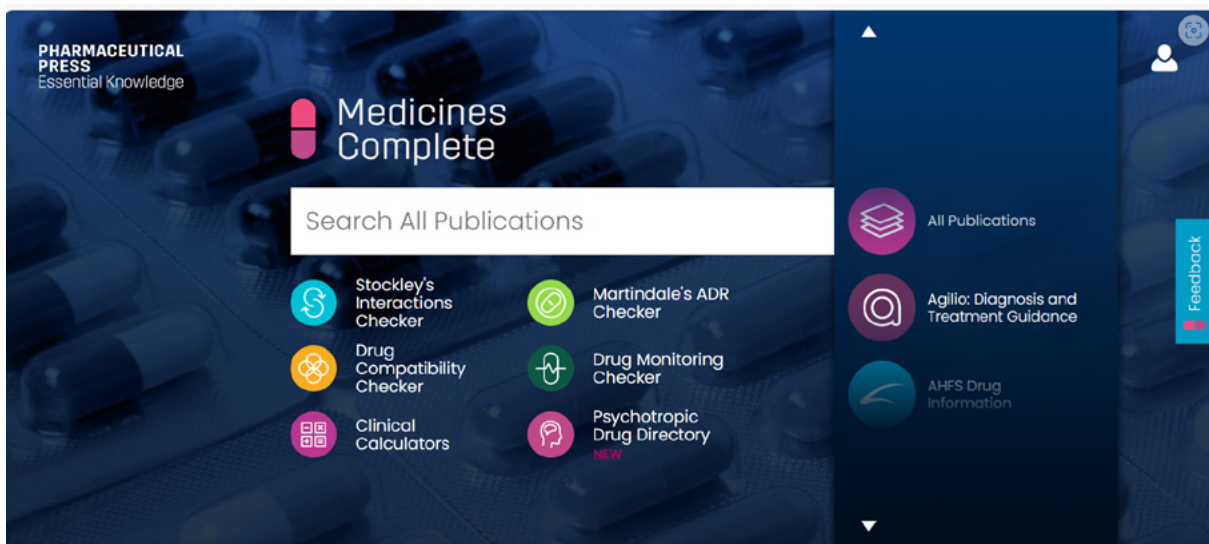 PHARMACEUTICAL
PRESS
Essential Knowledge
Medicines
Complete
Search All Publications
Stockley's
Interactions
Checker
Martindale's ADR
Checker
Drug
Compatibility
Checker
Drug Monitoring
Checker
Clinical
Calculators
Psychotropic
Drug Directory
NEW
All Publications
Agilio: Diagnosis and
Treatment Guidance
AHFS Drug
Information
Feedback